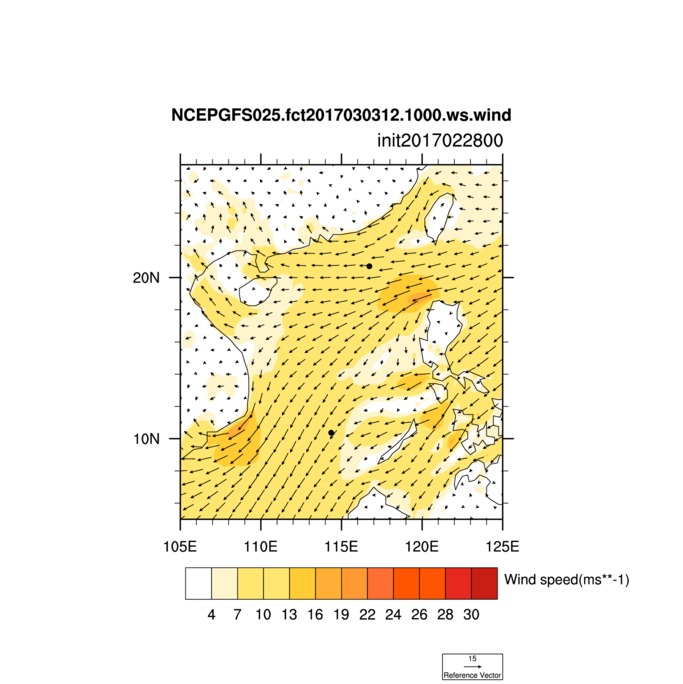 NCEPGFS025.fct2017030312.1000.ws.wind
init2017022800
20N
10N
105E 110E 115E 120E 125E
Wind speed(ms**-1)
4 7 10 13 16 19 22 24 26 28 30
15
Reference Vector